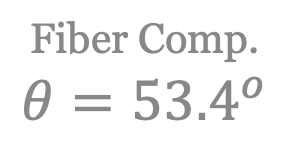 Fiber Comp.
θ = 53.4°